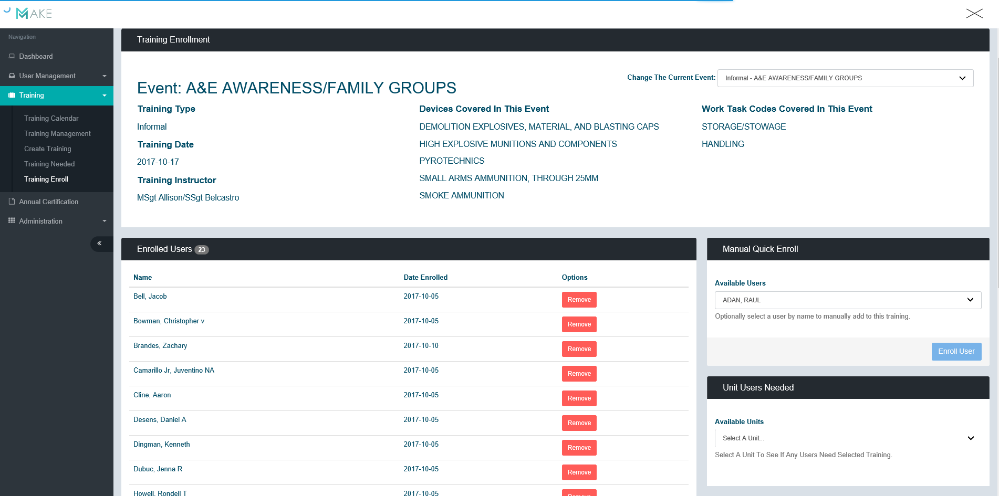 MAKE
Navigation
Dashboard
User Management
Training
Training Calendar
Training Management
Create Training
Training Needed
Training Enroll
Annual Certification
Administration
Training Enrollment
Change The Current Event: Informal - A&E AWARENESS/FAMILY GROUPS
Event: A&E AWARENESS/FAMILY GROUPS
Training Type
Informal
Training Date
2017-10-17
Training Instructor
MSgt Allison/SSgt Belcastro
Devices Covered In This Event
DEMOLITION EXPLOSIVES, MATERIAL, AND BLASTING CAPS
HIGH EXPLOSIVE MUNITIONS AND COMPONENTS
PYROTECHNICS
SMALL ARMS AMMUNITION, THROUGH 25MM
SMOKE AMMUNITION
Work Task Codes Covered In This Event
STORAGE/STOWAGE
HANDLING
Enrolled Users 23
Name Date Enrolled Options
Bell, Jacob 2017-10-05 Remove
Bowman, Christopher v 2017-10-05 Remove
Brandes, Zachary 2017-10-10 Remove
Camarillo Jr, Juventino NA 2017-10-05 Remove
Cline, Aaron 2017-10-05 Remove
Desens, Daniel A 2017-10-05 Remove
Dingman, Kenneth 2017-10-05 Remove
Dubuc, Jenna R 2017-10-05 Remove
Howell, Rondell T 2017-10-05 Remove
Manual Quick Enroll
Available Users
ADAN, RAUL
Optionally select a user by name to manually add to this training.
Enroll User
Unit Users Needed
Available Units
Select A Unit...
Select A Unit To See If Any Users Need Selected Training.